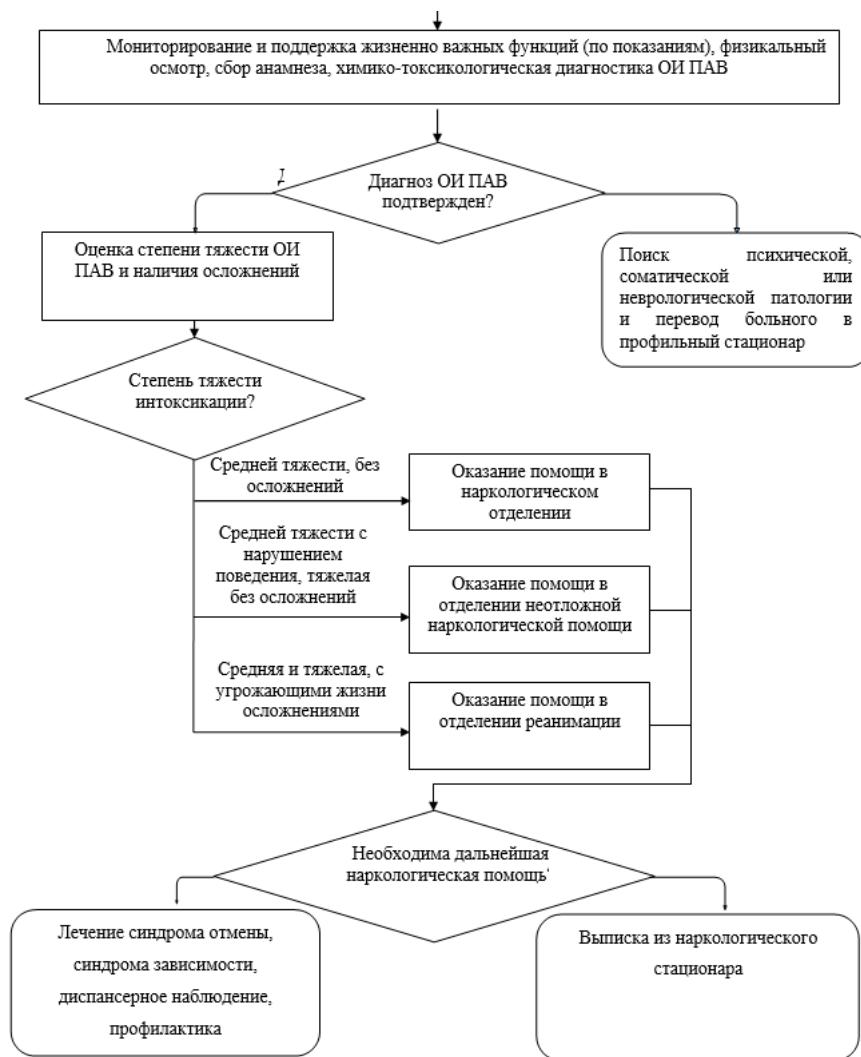 Мониторирование и поддержка жизненно важных функций (по показаниям), физикальный
осмотр, сбор анамнеза, химико-токсикологическая диагностика ОИ ПАВ
Диагноз ОИ ПАВ
подтвержден?
Оценка степени тяжести ОИ
ПАВ и наличия осложнений
Поиск психической,
соматической или
неврологической патологии
и перевод больного в
профильный стационар
Степень тяжести
интоксикации?
Средней тяжести, без
осложнений
Оказание помощи в
наркологическом
отделении
Средней тяжести с
нарушением
поведения, тяжелая
без осложнений
Оказание помощи в
отделении неотложной
наркологической помощи
Средняя и тяжелая, с
угрожающими жизни
осложнениями
Оказание помощи в
отделении реанимации
Необходима дальнейшая
наркологическая помощь
Лечение синдрома отмены,
синдрома зависимости,
диспансерное наблюдение,
профилактика
Выписка из наркологического
стационара